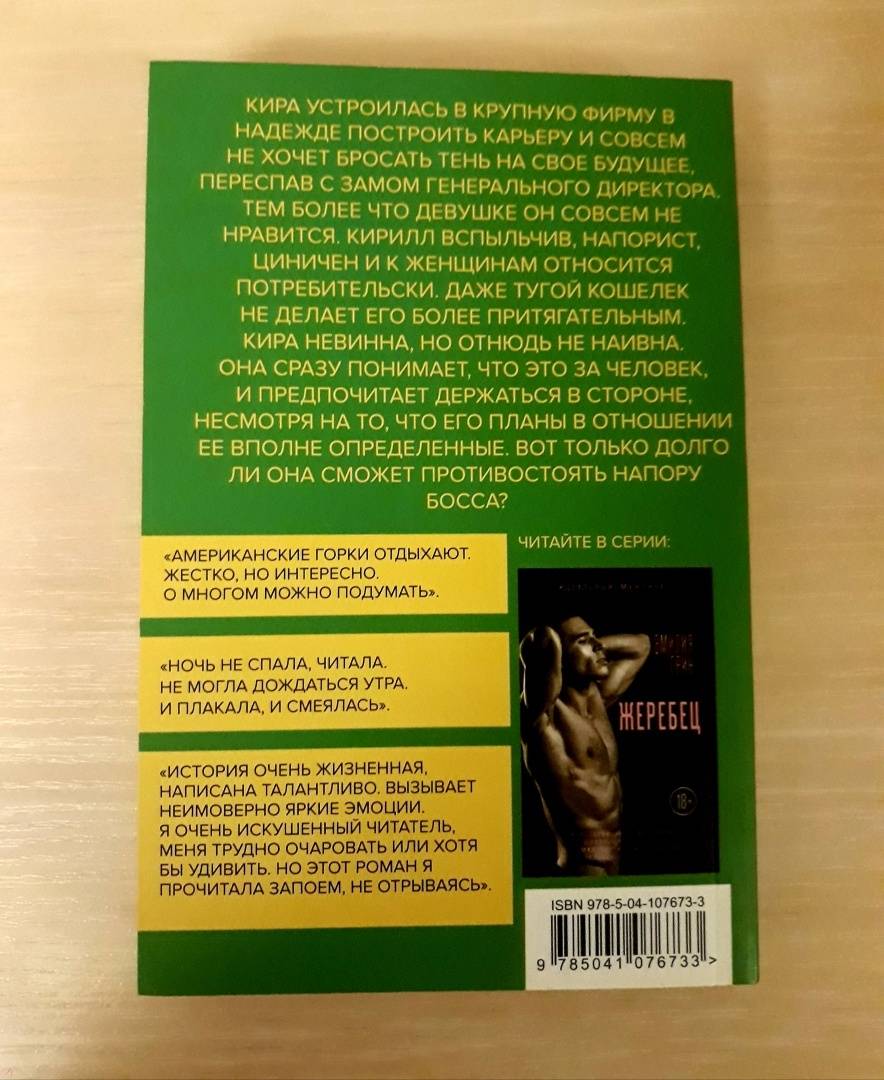 КИРА УСТРОИЛАСЬ В КРУПНУЮ ФИРМУ В
НАДЕЖДЕ ПОСТРОИТЬ КАРЬЕРУ И СОВСЕМ
НЕ ХОЧЕТ БРОСАТЬ ТЕНЬ НА СВОЕ БУДУЩЕЕ,
ПЕРЕСПАВ С ЗАМОМ ГЕНЕРАЛЬНОГО ДИРЕКТОРА.
ТЕМ БОЛЕЕ ЧТО ДЕВУШКЕ ОН СОВСЕМ НЕ
НРАВИТСЯ. КИРИЛЛ ВСПЫЛЬЧИВ, НАПОРИСТ,
ЦИНИЧЕН И К ЖЕНЩИНАМ ОТНОСИТСЯ
ПОТРЕБИТЕЛЬСКИ. ДАЖЕ ТУГОЙ КОШЕЛЕК
НЕ ДЕЛАЕТ ЕГО БОЛЕЕ ПРИТЯГАТЕЛЬНЫМ.
КИРА НЕВИННА, НО ОТНЮДЬ НЕ НАИВНА.
ОНА СРАЗУ ПОНИМАЕТ, ЧТО ЭТО ЗА ЧЕЛОВЕК,
И ПРЕДПОЧИТАЕТ ДЕРЖАТЬСЯ В СТОРОНЕ,
НЕСМОТРЯ НА ТО, ЧТО ЕГО ПЛАНЫ В ОТНОШЕНИИ
ЕЕ ВПОЛНЕ ОПРЕДЕЛЕННЫЕ. ВОТ ТОЛЬКО ДОЛГО
ЛИ ОНА СМОЖЕТ ПРОТИВОСТОЯТЬ НАПОРУ
БОССА?
«АМЕРИКАНСКИЕ ГОРКИ ОТДЫХАЮТ.
ЖЕСТКО, НО ИНТЕРЕСНО.
О МНОГОМ МОЖНО ПОДУМАТЬ».
«НОЧЬ НЕ СПАЛА, ЧИТАЛА.
НЕ МОГЛА ДОЖДАТЬСЯ УТРА.
И ПЛАКАЛА, И СМЕЯЛАСЬ».
«ИСТОРИЯ ОЧЕНЬ ЖИЗНЕННАЯ,
НАПИСАНА ТАЛАНТЛИВО. ВЫЗЫВАЕТ
НЕИМОВЕРНО ЯРКИЕ ЭМОЦИИ.
Я ОЧЕНЬ ИСКУШЕННЫЙ ЧИТАТЕЛЬ,
МЕНЯ ТРУДНО ОЧАРОВАТЬ ИЛИ ХОТЯ
БЫ УДИВИТЬ. НО ЭТОТ РОМАН Я
ПРОЧИТАЛА ЗАПОЕМ, НЕ ОТРЫВАЯСЬ».
ЧИТАЙТЕ В СЕРИИ:
ЭМИЛИЯ
ГРИН
ЖЕРЕБЕЦ
18+
ISBN 978-5-04-107673-3
9 785041 076733 >